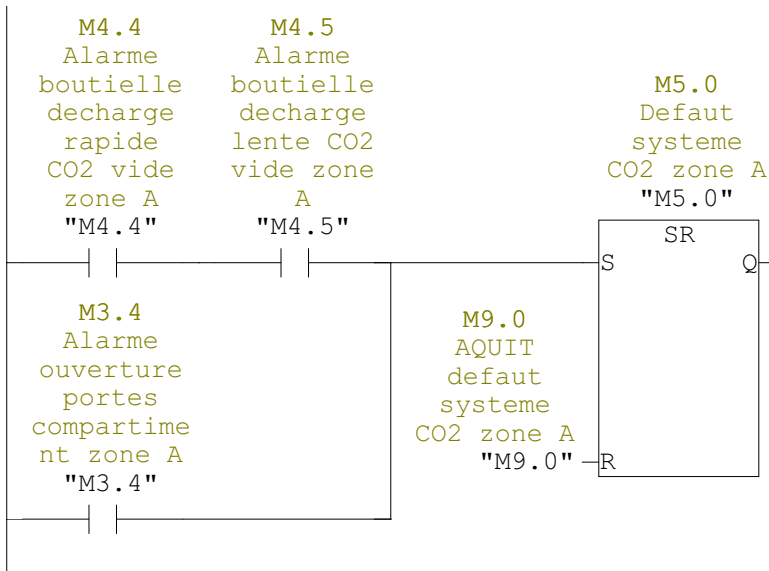 M4.4
Alarme
boutielle
decharge
rapide
CO2 vide
zone A
"M4.4"
M4.5
Alarme
boutielle
decharge
lente CO2
vide zone
A
"M4.5"
M5.0
Defaut
systeme
CO2 zone A
"M5.0"
SR
S
Q
M3.4
Alarme
ouverture
portes
compartime
nt zone A
"M3.4"
M9.0
AQUIT
defaut
systeme
CO2 zone A
"M9.0"
R